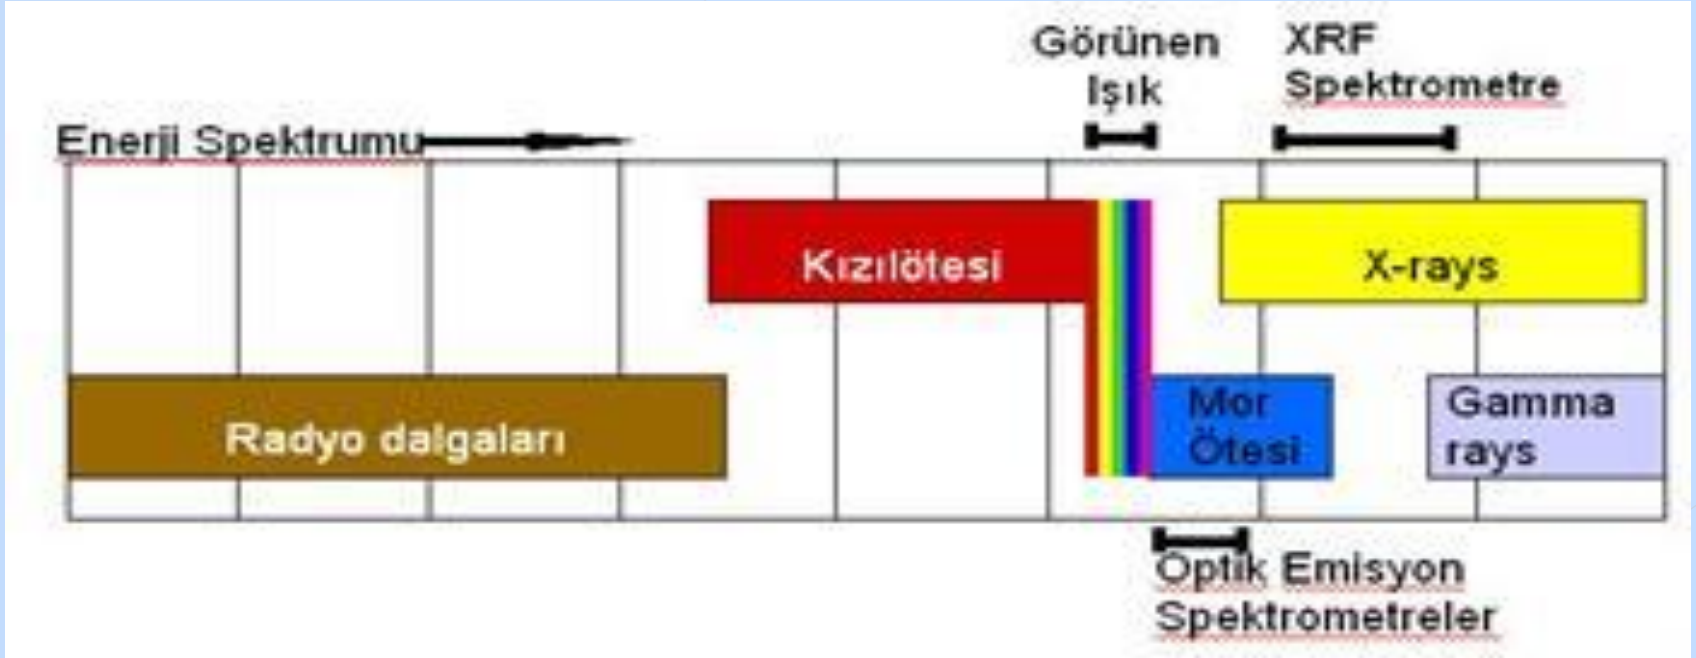 Görünen
Işık
XRF
Spektrometre
Enerji Spektrumu
Kızılötesi
X-rays
Radyo dalgaları
Mor
Ötesi
Gamma
rays
Optik Emisyon
Spektrometreler